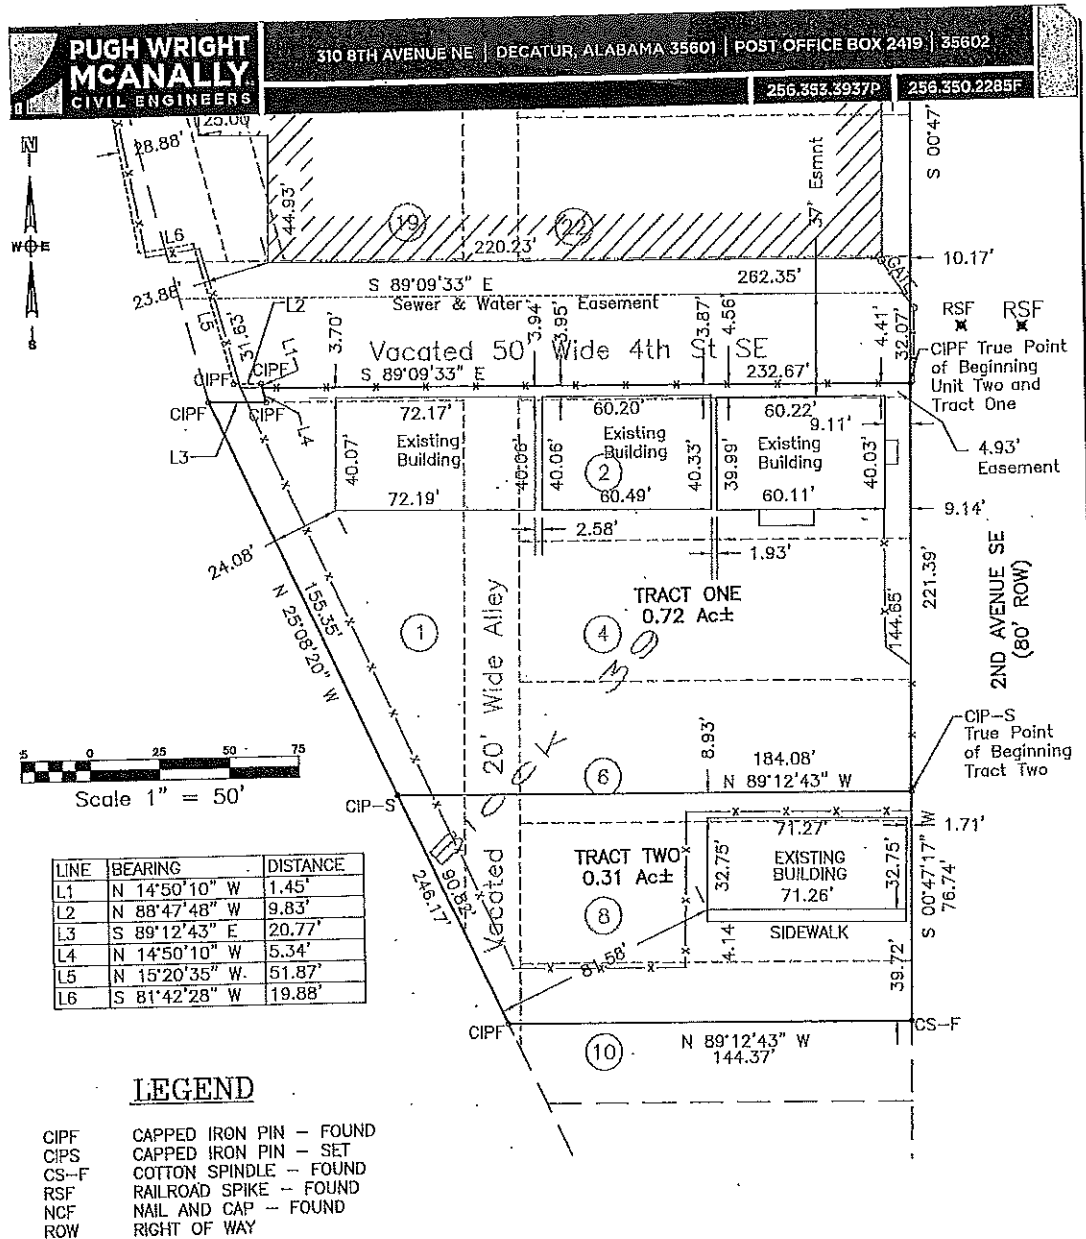 PUGH WRIGHT
MCANALLY
CIVIL ENGINEERS
310 8TH AVENUE NE | DECATUR, ALABAMA 35601 | POST OFFICE BOX 2419 | 35602
256.353.3937P
256.350.2285F
N
W
E
S
28.88'
25.00
44.93'
19
22
220.23'
37' Esmnt
S 00°47'
L6
GATE
10.17'
S 89°09'33" E
262.35'
23.88'
Sewer & Water Easement
L5
31.63'
L2
L1
3.70'
3.94
3.95'
3.87'
4.56'
4.41'
32.07'
RSF
RSF
Vacated 50' Wide 4th St SE
S 89°09'33" E
232.67'
CIPF
CIPF
CIPF True Point
of Beginning
Unit Two and
Tract One
CIPF
CIPF
L3
L4
72.17'
60.20'
60.22'
9.11'
Existing
Building
Existing
Building
Existing
Building
4.93'
Easement
40.07'
40.06'
40.06'
2
40.33'
39.99'
40.03'
72.19'
60.49'
60.11'
9.14'
2.58'
1.93'
24.08'
155.35'
N 25°08'20" W
1
TRACT ONE
0.72 Ac±
4
144.65'
221.39'
2ND AVENUE SE
(80' ROW)
Vacated 20' Wide Alley
BLOCK 39
CIP-S
True Point
of Beginning
Tract Two
8.93'
184.08'
N 89°12'43" W
6
25
0
25
50
75
Scale 1" = 50'
CIP-S
1.71'
71.27'
TRACT TWO
0.31 Ac±
32.75'
EXISTING
BUILDING
71.26'
32.75'
S 00°47'17" W
76.74'
90.82'
246.17'
8
SIDEWALK
81.58'
4.14
39.72'
CIPF
CS-F
10
N 89°12'43" W
144.37'
LINE BEARING DISTANCE
L1 N 14°50'10" W 1.45'
L2 N 88°47'48" W 9.83'
L3 S 89°12'43" E 20.77'
L4 N 14°50'10" W 5.34'
L5 N 15°20'35" W 51.87'
L6 S 81°42'28" W 19.88'
LEGEND
CIPF CAPPED IRON PIN – FOUND
CIPS CAPPED IRON PIN – SET
CS-F COTTON SPINDLE – FOUND
RSF RAILROAD SPIKE – FOUND
NCF NAIL AND CAP – FOUND
ROW RIGHT OF WAY